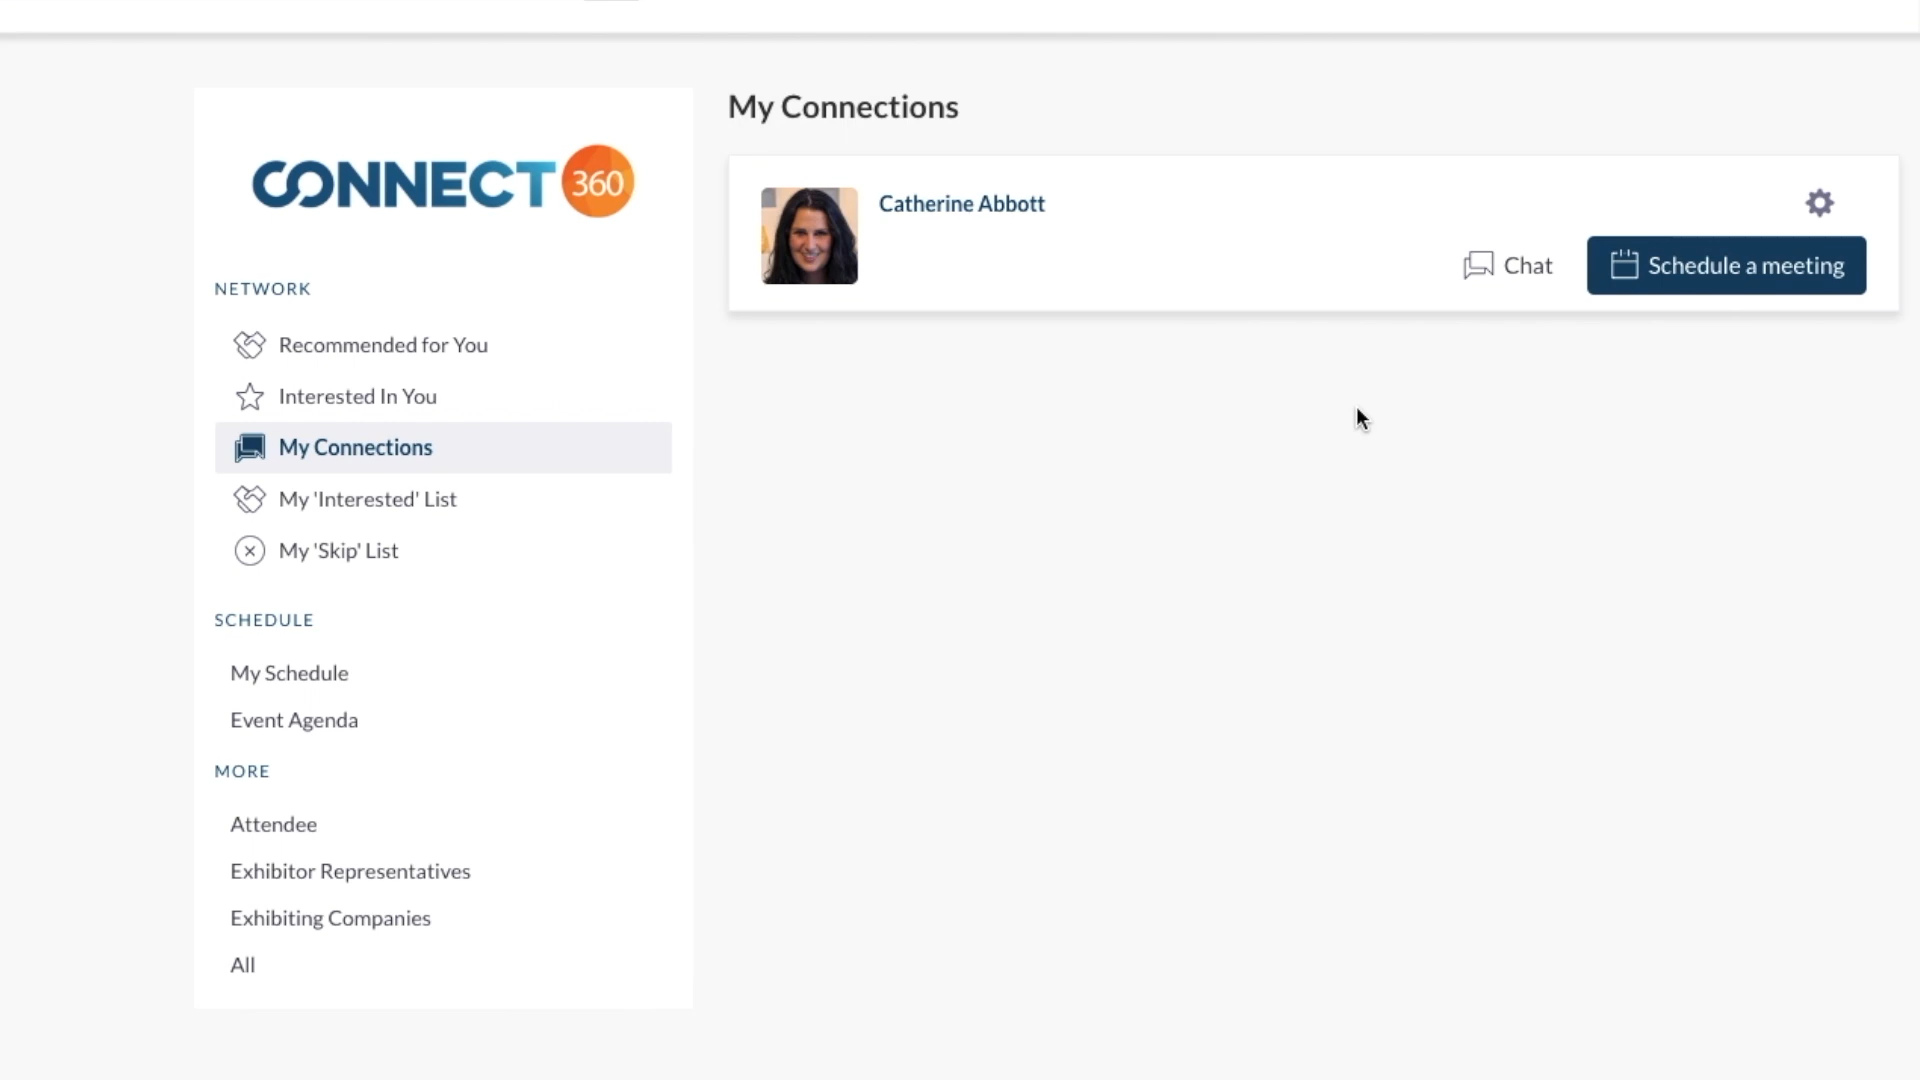 CONNECT 360
NETWORK
Recommended for You
Interested In You
My Connections
My 'Interested' List
My 'Skip' List
SCHEDULE
My Schedule
Event Agenda
MORE
Attendee
Exhibitor Representatives
Exhibiting Companies
All
My Connections
Catherine Abbott
Chat
Schedule a meeting